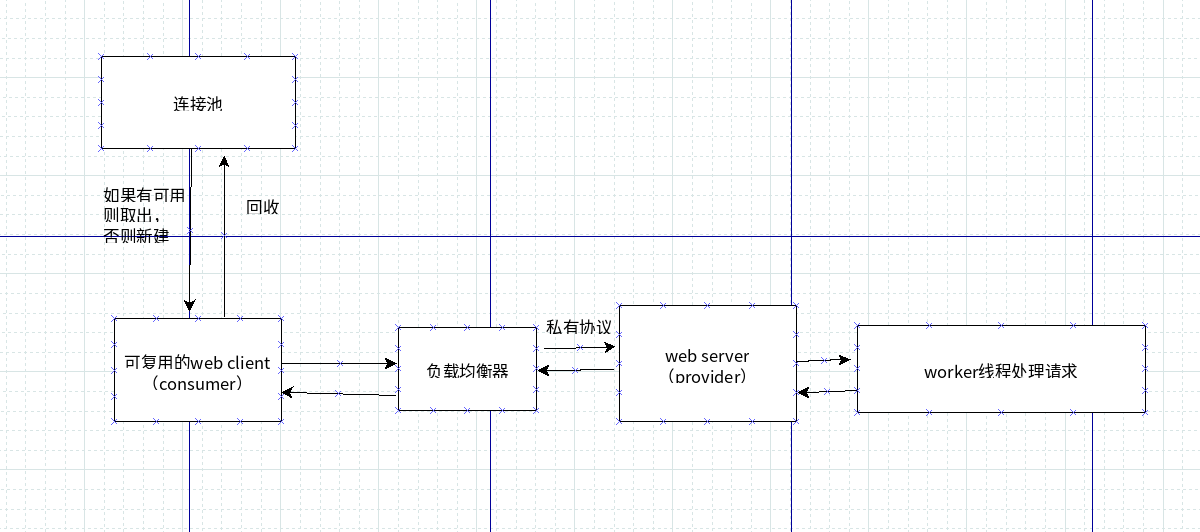 连接池
如果有可用
则取出，
否则新建
回收
可复用的web client
（consumer）
负载均衡器
私有协议
web server
（provider）
worker线程处理请求